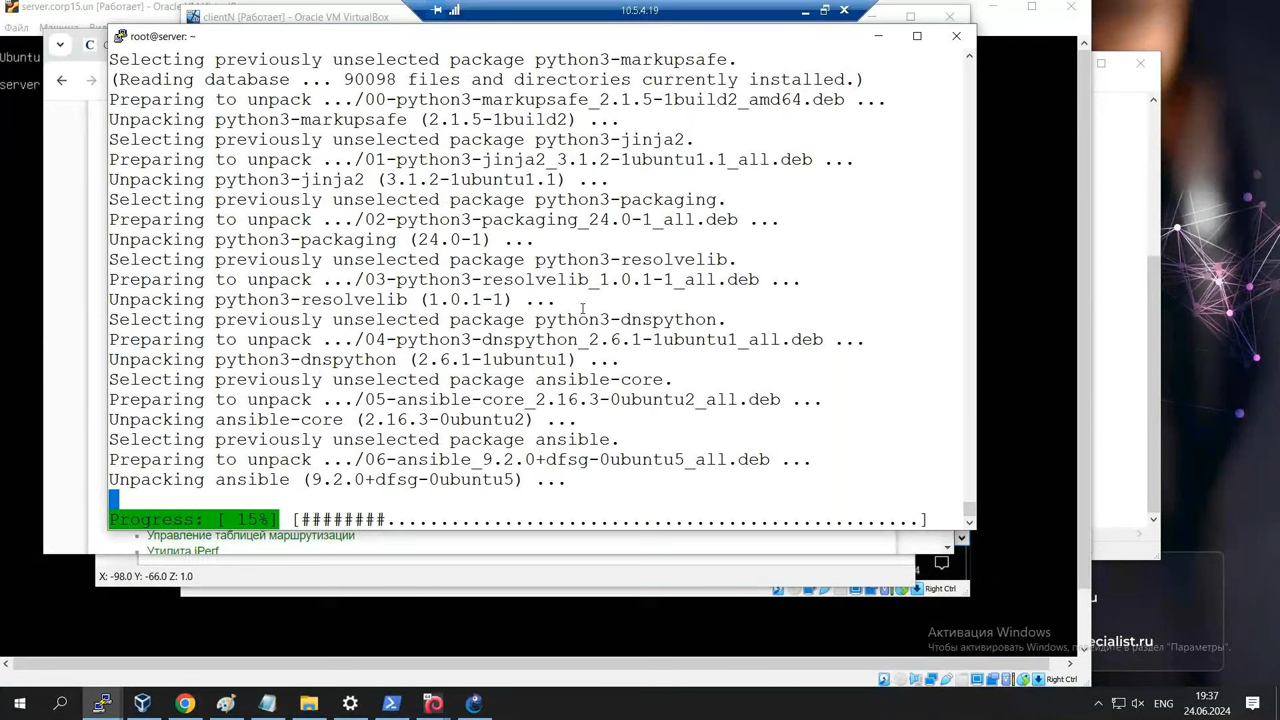 server.corp15.un [Работает] - Oracle VM VirtualBox
clientN [Работает] - Oracle VM VirtualBox
10.5.4.19
Файл
Ubuntu
server
root@server: ~
Selecting previously unselected package python3-markupsafe.
(Reading database ... 90098 files and directories currently installed.)
Preparing to unpack .../00-python3-markupsafe_2.1.5-1build2_amd64.deb ...
Unpacking python3-markupsafe (2.1.5-1build2) ...
Selecting previously unselected package python3-jinja2.
Preparing to unpack .../01-python3-jinja2_3.1.2-1ubuntu1.1_all.deb ...
Unpacking python3-jinja2 (3.1.2-1ubuntu1.1) ...
Selecting previously unselected package python3-packaging.
Preparing to unpack .../02-python3-packaging_24.0-1_all.deb ...
Unpacking python3-packaging (24.0-1) ...
Selecting previously unselected package python3-resolvelib.
Preparing to unpack .../03-python3-resolvelib_1.0.1-1_all.deb ...
Unpacking python3-resolvelib (1.0.1-1) ...
Selecting previously unselected package python3-dnspython.
Preparing to unpack .../04-python3-dnspython_2.6.1-1ubuntu1_all.deb ...
Unpacking python3-dnspython (2.6.1-1ubuntu1) ...
Selecting previously unselected package ansible-core.
Preparing to unpack .../05-ansible-core_2.16.3-0ubuntu2_all.deb ...
Unpacking ansible-core (2.16.3-0ubuntu2) ...
Selecting previously unselected package ansible.
Preparing to unpack .../06-ansible_9.2.0+dfsg-0ubuntu5_all.deb ...
Unpacking ansible (9.2.0+dfsg-0ubuntu5) ...
Progress: [ 15%] [########..................................................]
Управление таблицей маршрутизации
Утилита iPerf
X: -98.0 Y: -66.0 Z: 1.0
Right Ctrl
Активация Windows
Чтобы активировать Windows, перейдите в раздел "Параметры".
ecialist.ru
Right Ctrl
ENG
19:37
24.06.2024